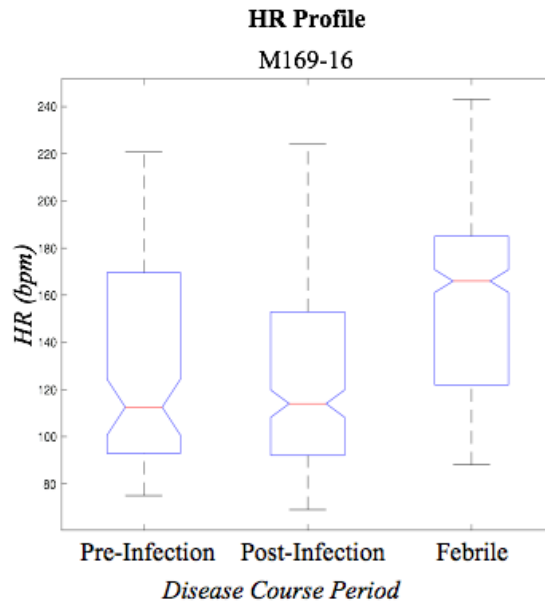 HR Profile
M169-16
HR (bpm)
240
220
200
180
160
140
120
100
80
Pre-Infection Post-Infection Febrile
Disease Course Period